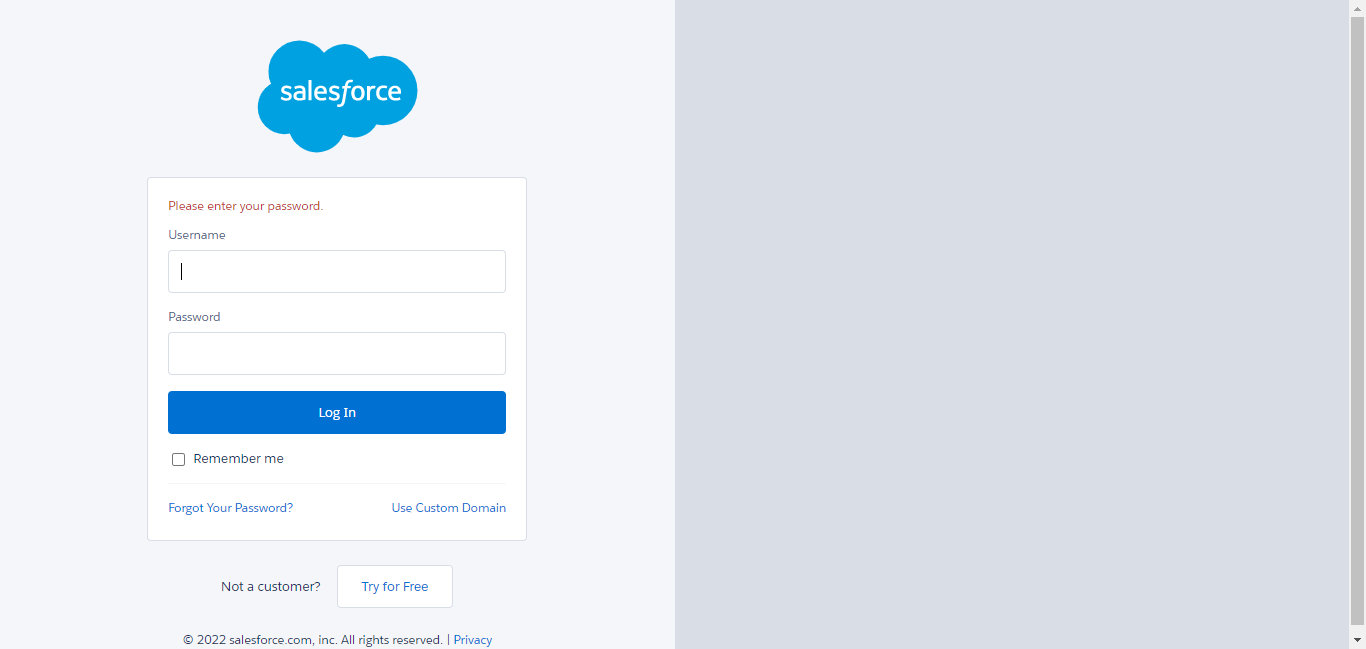 salesforce
Please enter your password.
Username
Password
Log In
Remember me
Forgot Your Password? Use Custom Domain
Not a customer? Try for Free
© 2022 salesforce.com, inc. All rights reserved. | Privacy